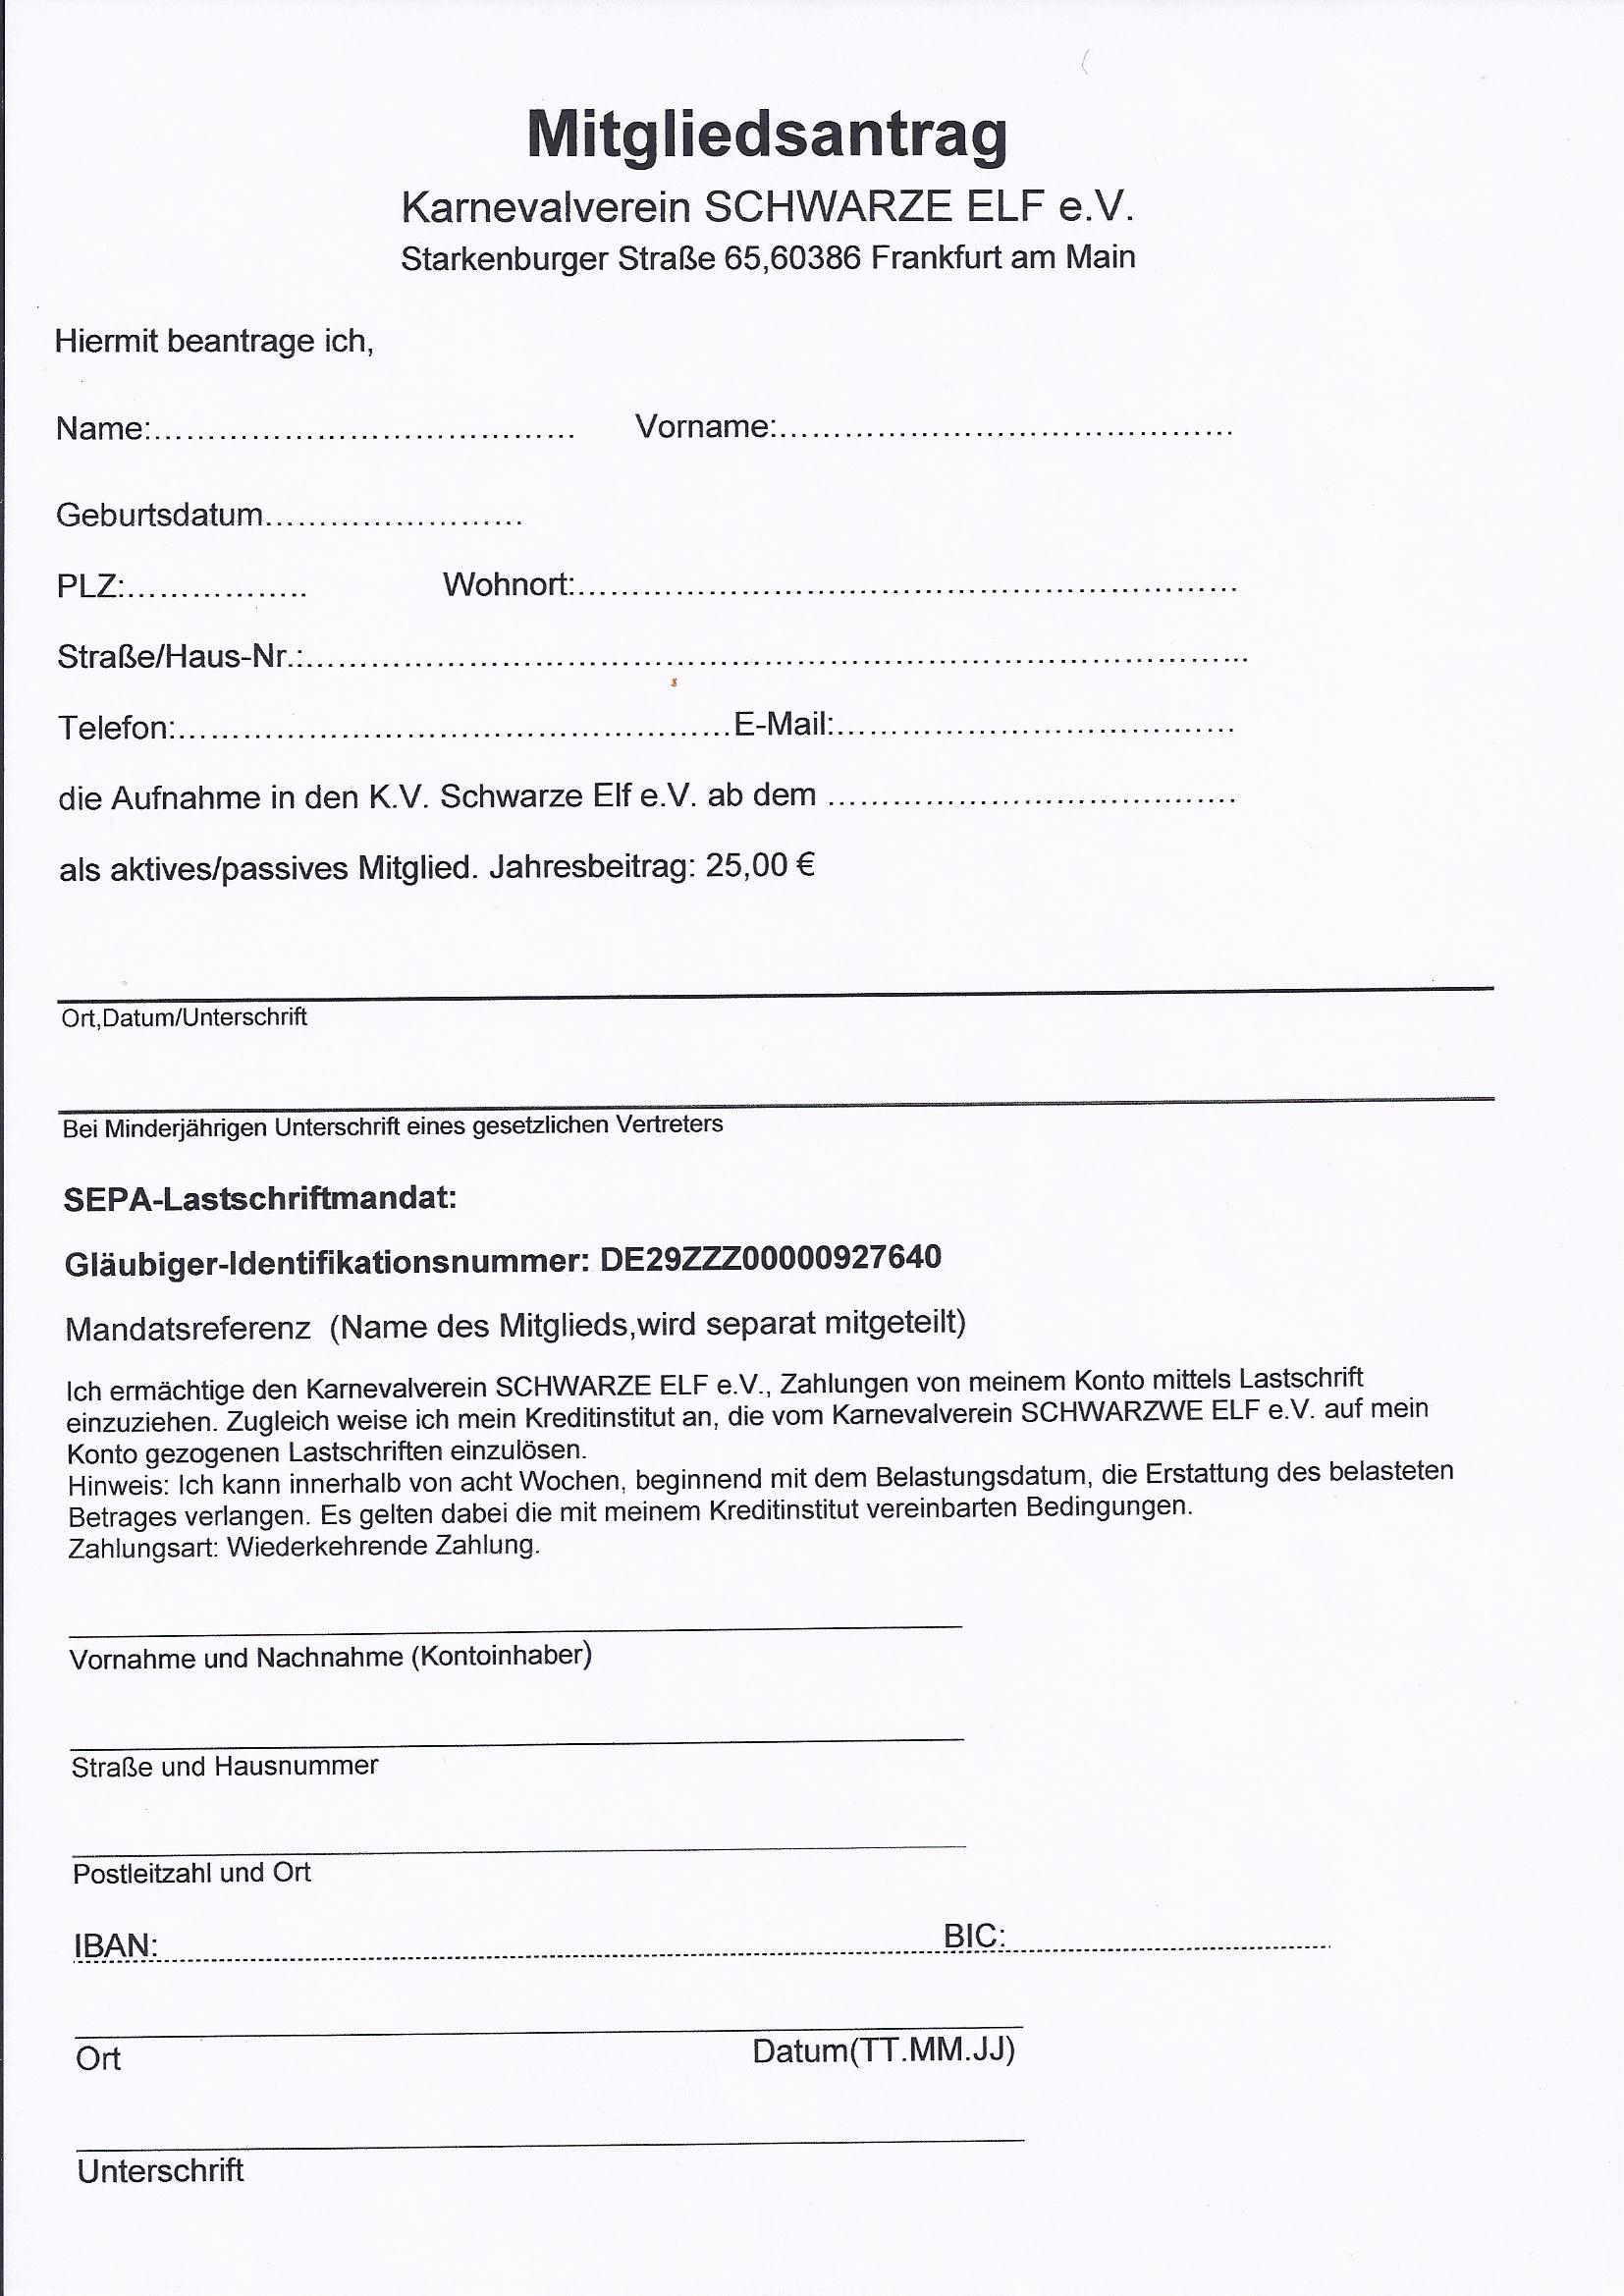 Mitgliedsantrag
Karnevalverein SCHWARZE ELF e.V.
Starkenburger Straße 65,60386 Frankfurt am Main
Hiermit beantrage ich,
Name:....................................... Vorname:..........................................
Geburtsdatum........................
PLZ:................. Wohnort:.............................................................
Straße/Haus-Nr.:.......................................................................................
Telefon:...................................................E-Mail:.....................................
die Aufnahme in den K.V. Schwarze Elf e.V. ab dem ......................................
als aktives/passives Mitglied. Jahresbeitrag: 25,00 €
Ort,Datum/Unterschrift
Bei Minderjährigen Unterschrift eines gesetzlichen Vertreters
SEPA-Lastschriftmandat:
Gläubiger-Identifikationsnummer: DE29ZZZ00000927640
Mandatsreferenz (Name des Mitglieds,wird separat mitgeteilt)
Ich ermächtige den Karnevalverein SCHWARZE ELF e.V., Zahlungen von meinem Konto mittels Lastschrift
einzuziehen. Zugleich weise ich mein Kreditinstitut an, die vom Karnevalverein SCHWARZWE ELF e.V. auf mein
Konto gezogenen Lastschriften einzulösen.
Hinweis: Ich kann innerhalb von acht Wochen, beginnend mit dem Belastungsdatum, die Erstattung des belasteten
Betrages verlangen. Es gelten dabei die mit meinem Kreditinstitut vereinbarten Bedingungen.
Zahlungsart: Wiederkehrende Zahlung.
Vornahme und Nachnahme (Kontoinhaber)
Straße und Hausnummer
Postleitzahl und Ort
IBAN: BIC:
Ort Datum(TT.MM.JJ)
Unterschrift